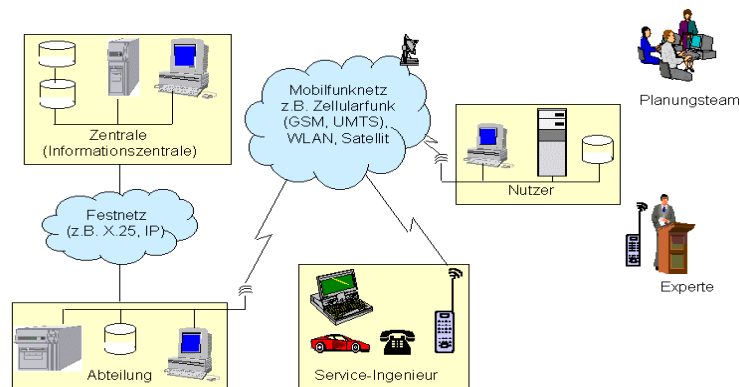 Zentrale
(Informationszentrale)
Mobilfunknetz
z.B. Zellularfunk
(GSM, UMTS),
WLAN, Satellit
Planungsteam
Nutzer
Festnetz
(z.B. X.25, IP)
Experte
Abteilung
Service-Ingenieur